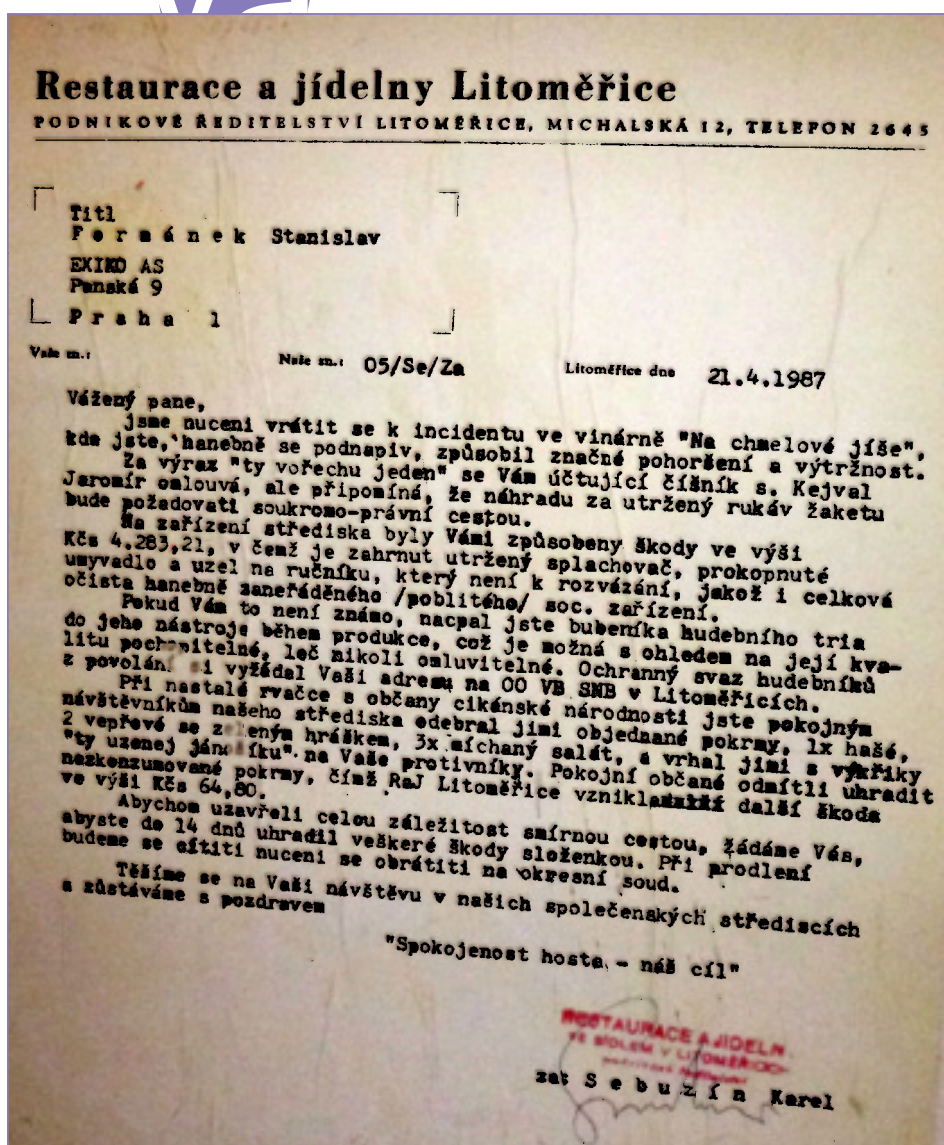 Restaurace a jídelny Litoměřice
PODNIKOVÉ ŘEDITELSTVÍ LITOMĚŘICE, MICHALSKÁ 12, TELEFON 2645
Titl
F o r m á n e k Stanislav
EXIKO AS
Panská 9
P r a h a 1
Vaše zn.: Naše zn.: 05/Se/Za Litoměřice dne 21.4.1987
Vážený pane,
jsme nuceni vrátit se k incidentu ve vinárně "Na chmelové jíše",
kde jste, hanebně se podnapiv, způsobil značné pohoršení a výtržnost.
Za výraz "ty vořechu jeden" se Vám účtující číšník s. Kejval
Jaromír omlouvá, ale připomíná, že náhradu za utržený rukáv žaketu
bude požadovati soukromo-právní cestou.
Na zařízení střediska byly Vámi způsobeny škody ve výši
Kčs 4.283,21, v čemž je zahrnut utržený splachovač, prokopnuté
umyvadlo a uzel na ručníku, který není k rozvázání, jakož i celková
očista hanebně zaneřáděného /poblitého/ soc. zařízení.
Pokud Vám to není známo, nacpal jste bubeníka hudebního tria
do jeho nástroje během produkce, což je možná s ohledem na její kva-
litu pochopitelné, leč nikoli omluvitelné. Ochranný svaz hudebníků
z povolání si vyžádal Vaši adresu na OO VB SNB v Litoměřicích.
Při nastalé rvačce s občany cikánské národnosti jste pokojným
návštěvníkům našeho střediska odebral jimi objednané pokrmy, 1x hašé,
2 vepřové se zeleným hráškem, 3x míchaný salát, a vrhal jimi s výkřiky
"ty uzenej jánošíku" na Vaše protivníky. Pokojní občané odmítli uhradit
nezkonzumované pokrmy, čímž RaJ Litoměřice vznikla další škoda
ve výši Kčs 64,80.
Abychom uzavřeli celou záležitost smírnou cestou, žádáme Vás,
abyste do 14 dnů uhradil veškeré škody složenkou. Při prodlení
budeme se cítiti nuceni se obrátiti na okresní soud.
Těšíme se na Vaši návštěvu v našich společenských střediscích
a zůstáváme s pozdravem
"Spokojenost hosta - náš cíl"
RESTAURACE A JÍDELN
SE SÍDLEM V LITOMĚŘICÍCH
za: S e b u z í n Karel